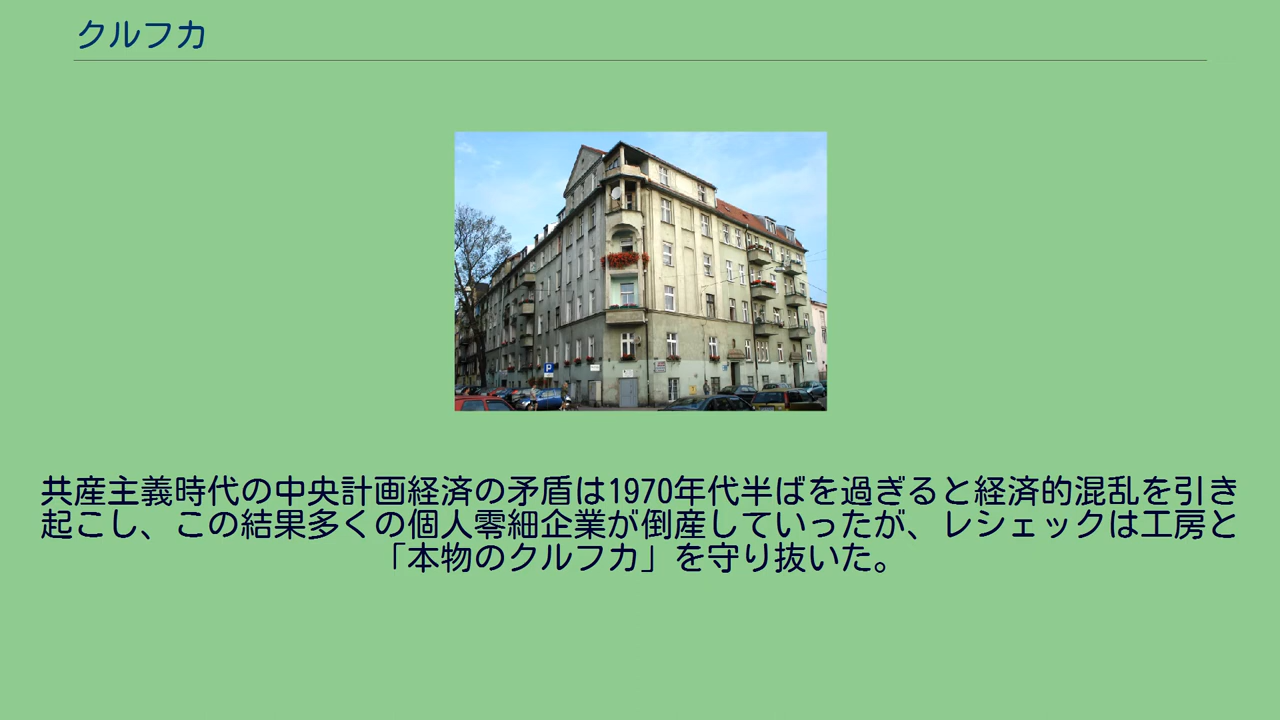 クルフカ
P
共産主義時代の中央計画経済の矛盾は1970年代半ばを過ぎると経済的混乱を引き
起こし、この結果多くの個人零細企業が倒産していったが、レシェックは工房と
「本物のクルフカ」を守り抜いた。